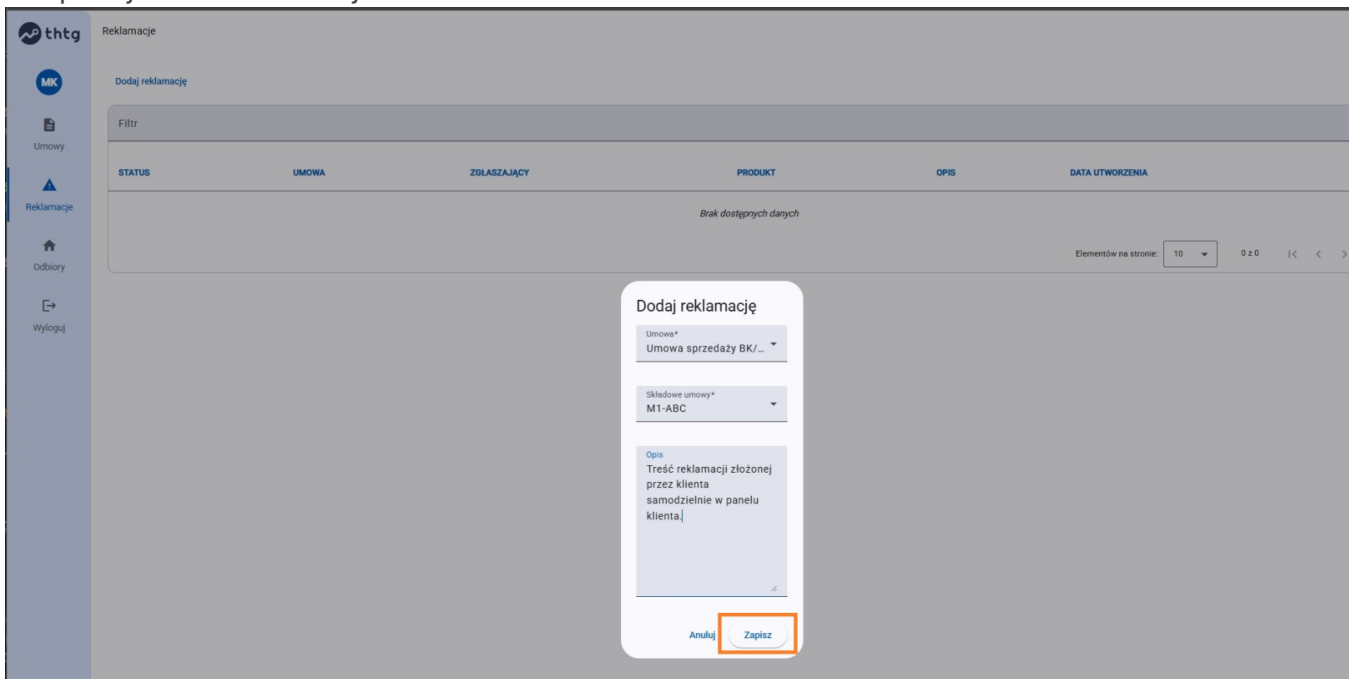 thtg
Reklamacje
MK
Dodaj reklamację
Umowy
Filtr
STATUS UMOWA ZGŁASZAJĄCY PRODUKT OPIS DATA UTWORZENIA
Reklamacje
Brak dostępnych danych
Odbiory
Elementów na stronie: 10 0 z 0
Wyloguj
Dodaj reklamację
Umowa*
Umowa sprzedaży BK/...
Składowe umowy*
M1-ABC
Opis
Treść reklamacji złożonej
przez klienta
samodzielnie w panelu
klienta.
Anuluj Zapisz